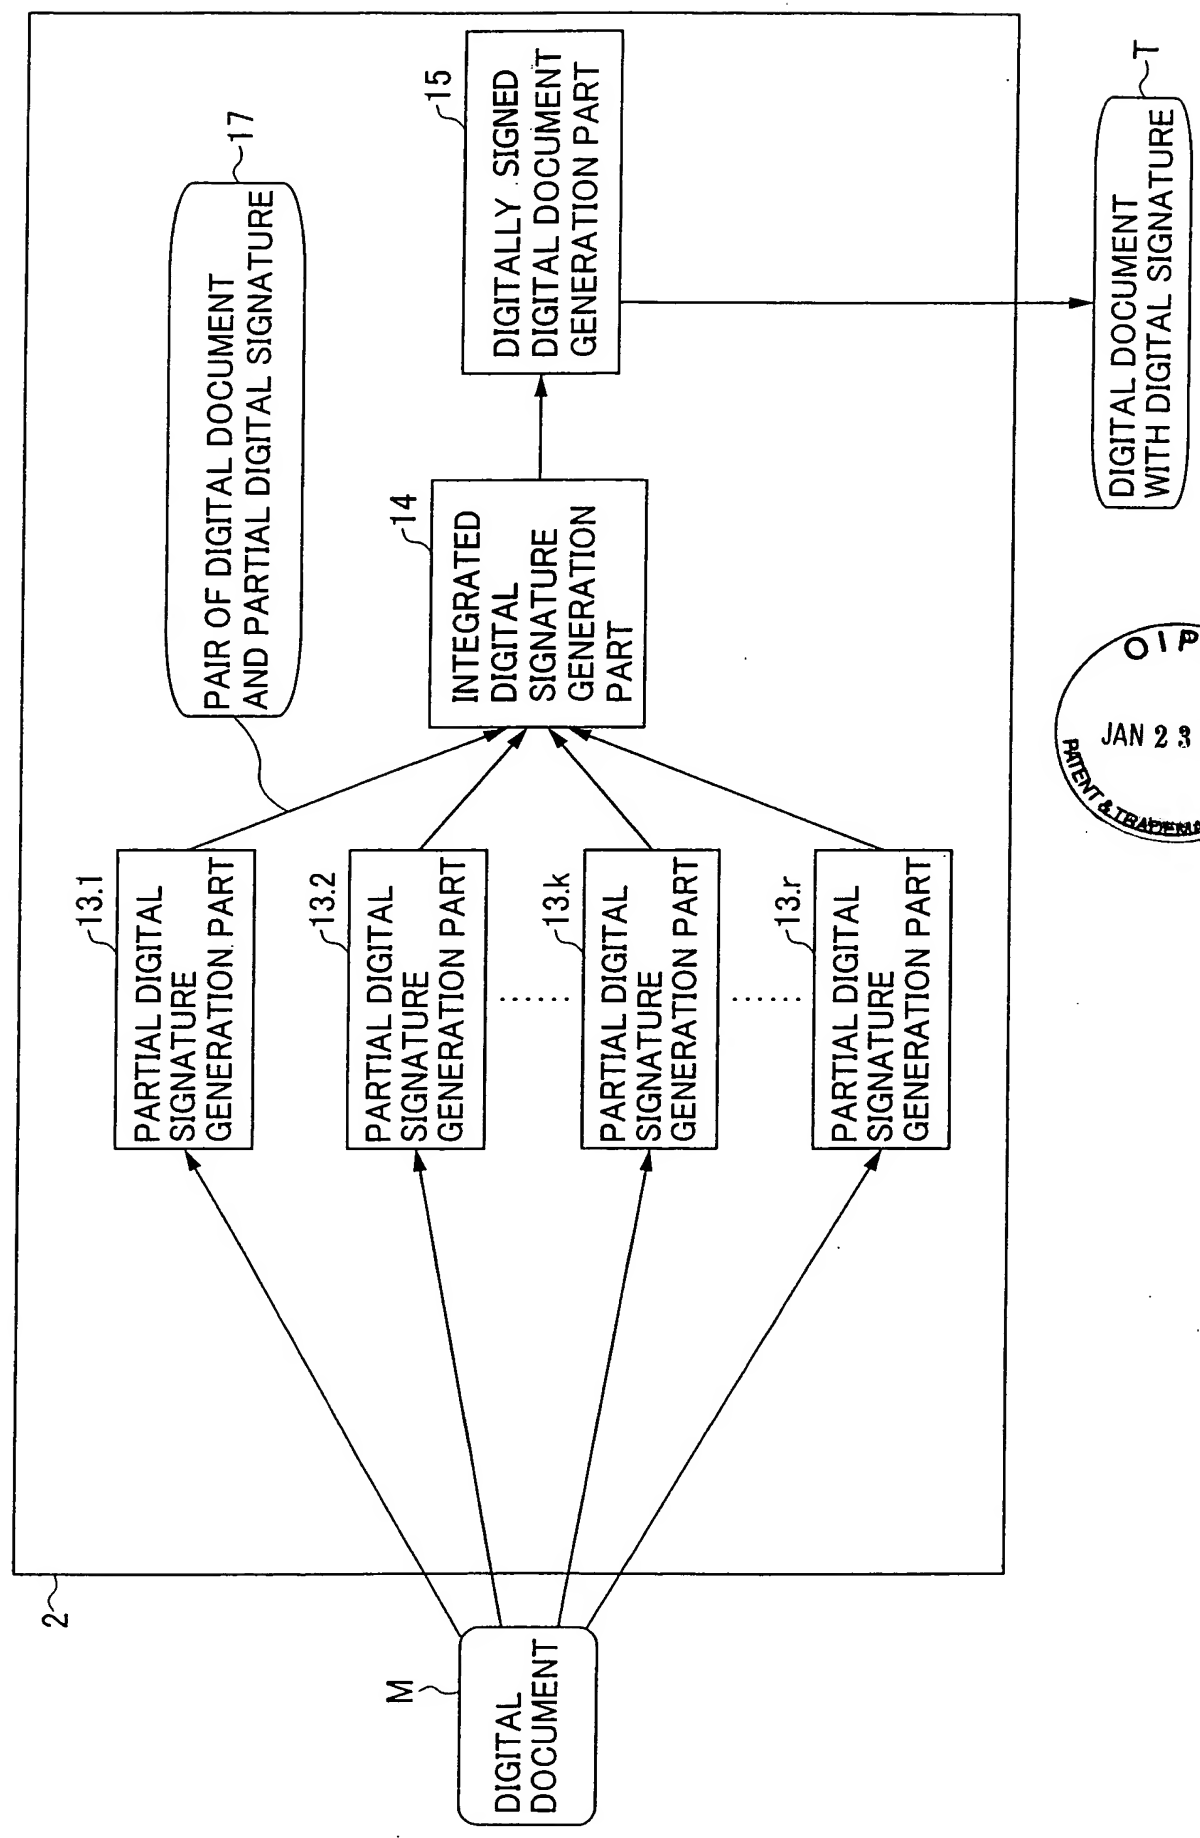 2
M
DIGITAL
DOCUMENT
13.1
PARTIAL DIGITAL
SIGNATURE
GENERATION PART
13.2
PARTIAL DIGITAL
SIGNATURE
GENERATION PART
13.k
PARTIAL DIGITAL
SIGNATURE
GENERATION PART
13.r
PARTIAL DIGITAL
SIGNATURE
GENERATION PART
17
PAIR OF DIGITAL DOCUMENT
AND PARTIAL DIGITAL SIGNATURE
14
INTEGRATED
DIGITAL
SIGNATURE
GENERATION
PART
15
DIGITALLY SIGNED
DIGITAL DOCUMENT
GENERATION PART
T
DIGITAL DOCUMENT
WITH DIGITAL SIGNATURE
OIP
JAN 23
PATENT & TRADEMA